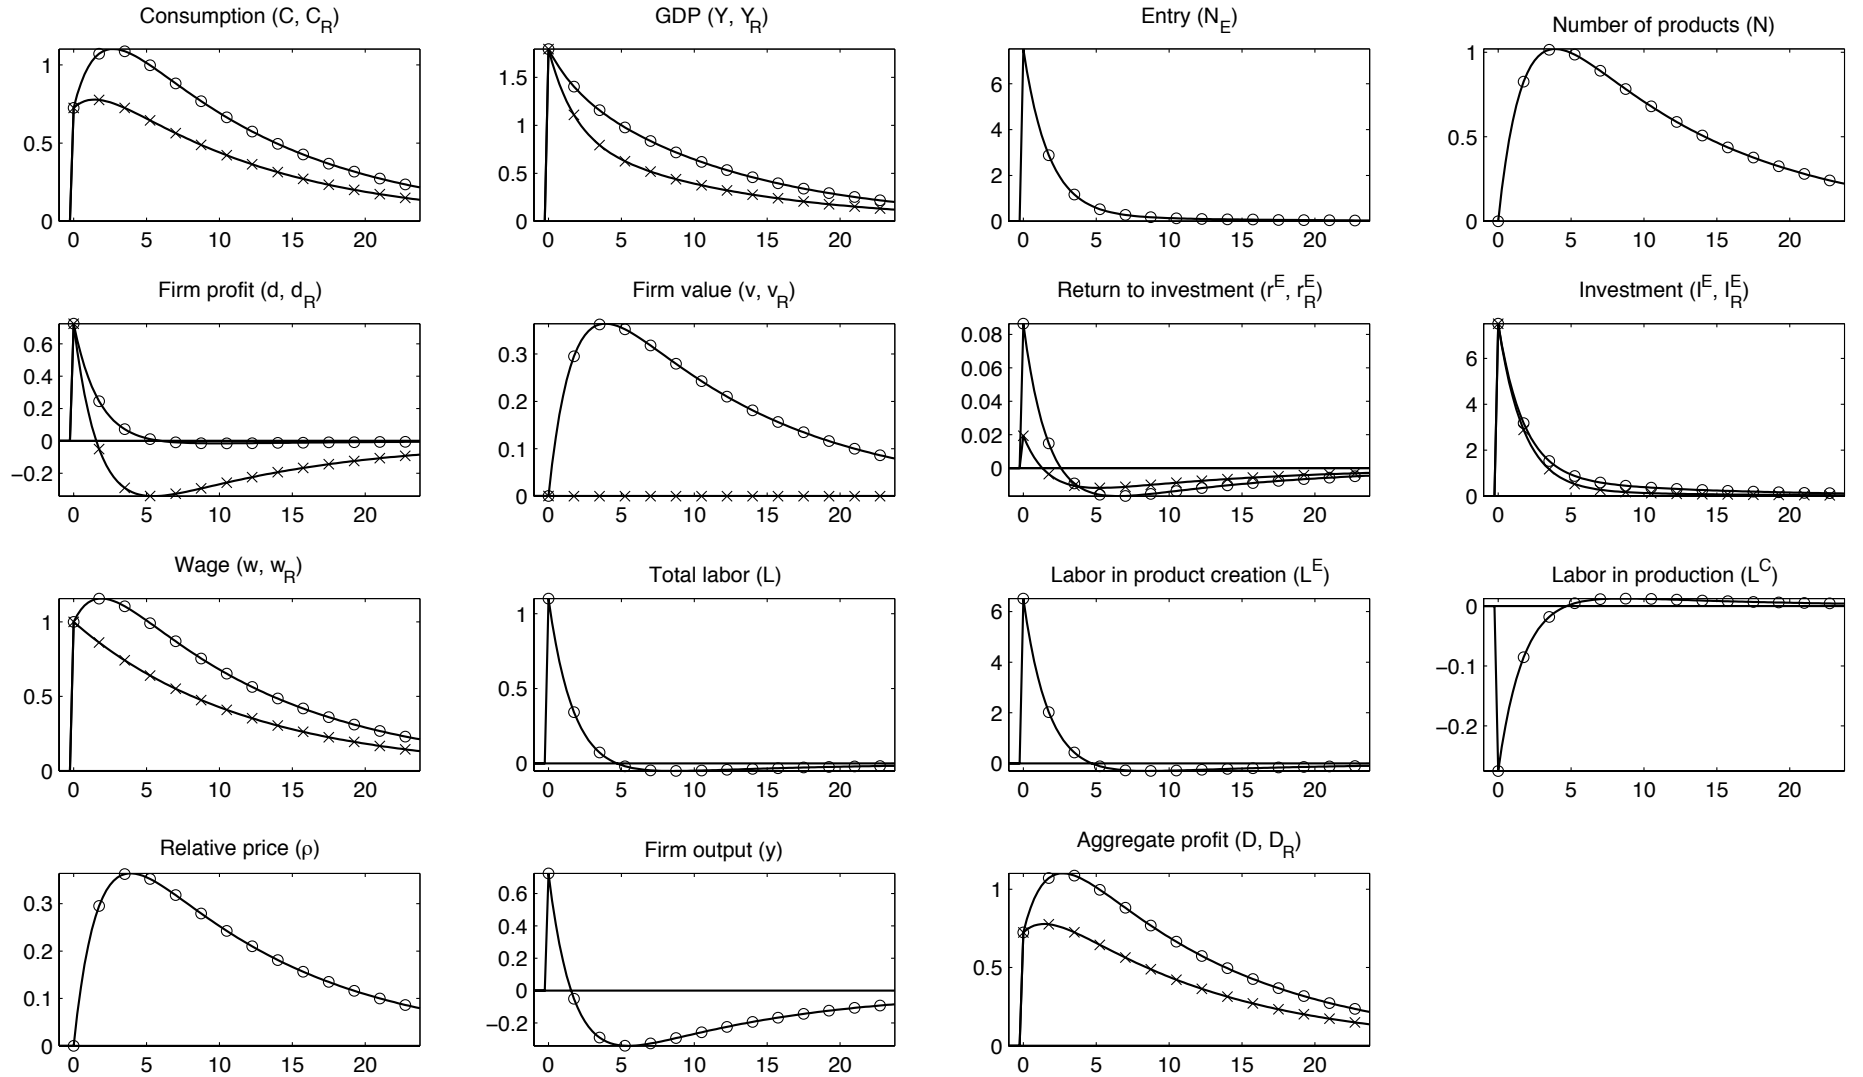 Consumption (C, C_R)
1
0.5
0
0 5 10 15 20
GDP (Y, Y_R)
1.5
1
0.5
0
0 5 10 15 20
Entry (N_E)
6
4
2
0
0 5 10 15 20
Number of products (N)
1
0.5
0
0 5 10 15 20
Firm profit (d, d_R)
0.6
0.4
0.2
0
−0.2
0 5 10 15 20
Firm value (v, v_R)
0.3
0.2
0.1
0
0 5 10 15 20
Return to investment (r^E, r_R^E)
0.08
0.06
0.04
0.02
0
0 5 10 15 20
Investment (I^E, I_R^E)
6
4
2
0
0 5 10 15 20
Wage (w, w_R)
1
0.5
0
0 5 10 15 20
Total labor (L)
1
0.5
0
0 5 10 15 20
Labor in product creation (L^E)
6
4
2
0
0 5 10 15 20
Labor in production (L^C)
0
−0.1
−0.2
0 5 10 15 20
Relative price (ρ)
0.3
0.2
0.1
0
0 5 10 15 20
Firm output (y)
0.6
0.4
0.2
0
−0.2
0 5 10 15 20
Aggregate profit (D, D_R)
1
0.5
0
0 5 10 15 20